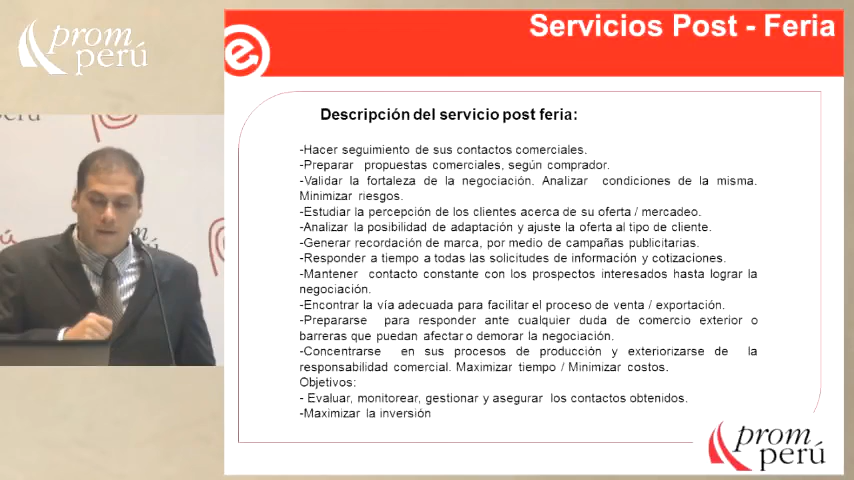 prom
perú
Servicios Post - Feria
Descripción del servicio post feria:
-Hacer seguimiento de sus contactos comerciales.
-Preparar propuestas comerciales, según comprador.
-Validar la fortaleza de la negociación. Analizar condiciones de la misma.
Minimizar riesgos.
-Estudiar la percepción de los clientes acerca de su oferta / mercadeo.
-Analizar la posibilidad de adaptación y ajuste la oferta al tipo de cliente.
-Generar recordación de marca, por medio de campañas publicitarias.
-Responder a tiempo a todas las solicitudes de información y cotizaciones.
-Mantener contacto constante con los prospectos interesados hasta lograr la
negociación.
-Encontrar la vía adecuada para facilitar el proceso de venta / exportación.
-Prepararse para responder ante cualquier duda de comercio exterior o
barreras que puedan afectar o demorar la negociación.
-Concentrarse en sus procesos de producción y exteriorizarse de la
responsabilidad comercial. Maximizar tiempo / Minimizar costos.
Objetivos:
- Evaluar, monitorear, gestionar y asegurar los contactos obtenidos.
-Maximizar la inversión
prom
perú